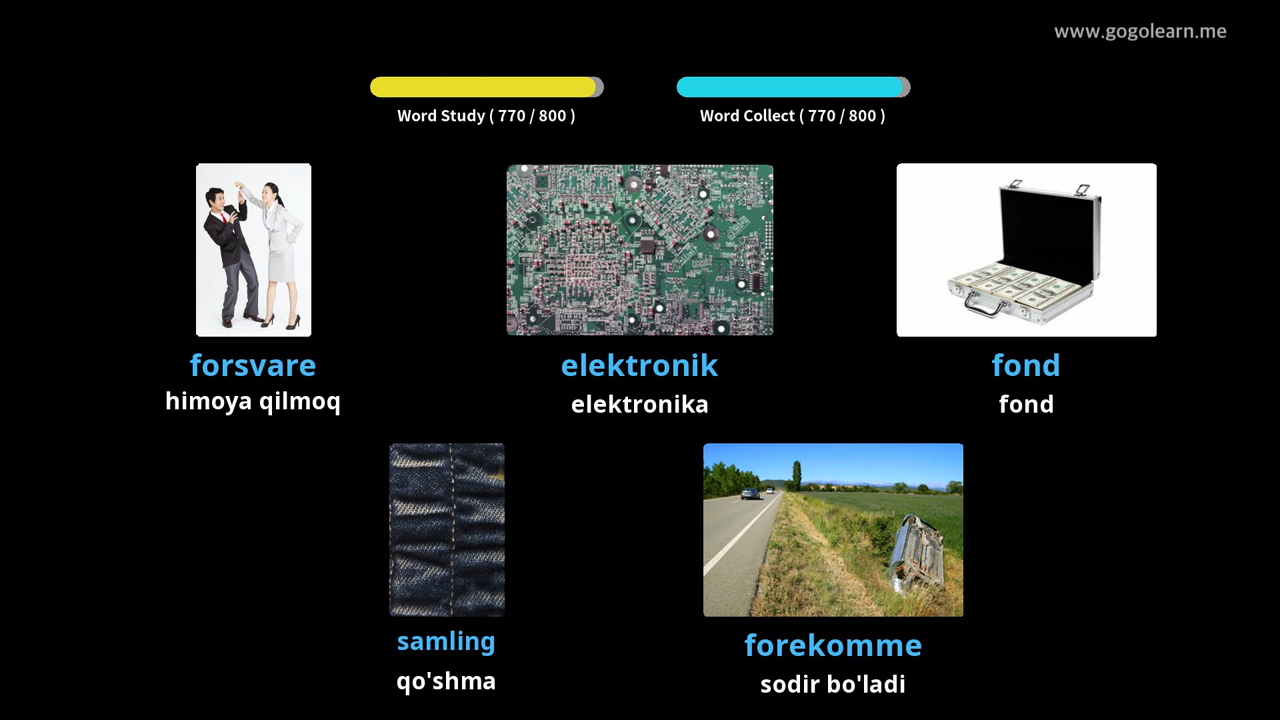 www.gogolearn.me
Word Study ( 770 / 800 )
Word Collect ( 770 / 800 )
forsvare
himoya qilmoq
elektronik
elektronika
fond
fond
samling
qo'shma
forekomme
sodir bo'ladi